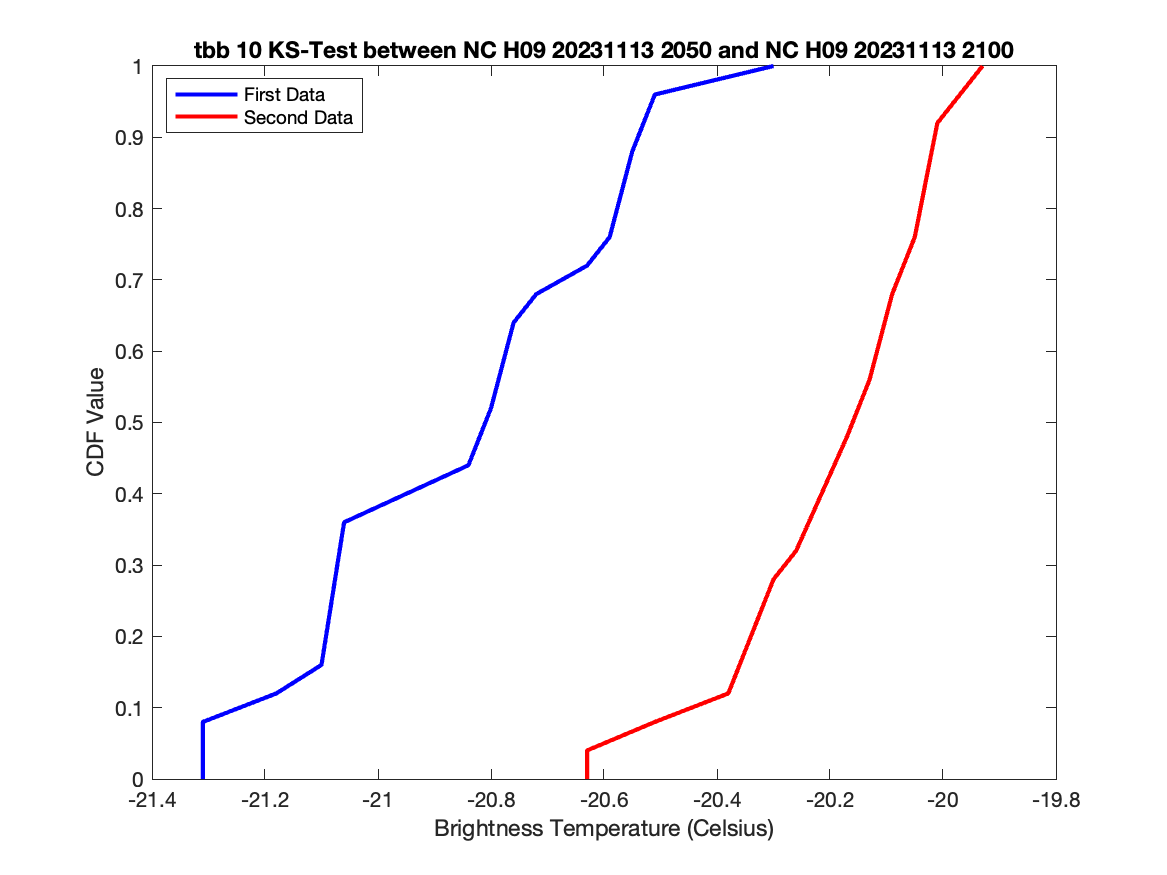 tbb 10 KS-Test between NC H09 20231113 2050 and NC H09 20231113 2100
First Data
Second Data
1
0.9
0.8
0.7
0.6
0.5
0.4
0.3
0.2
0.1
0
CDF Value
-21.4 -21.2 -21 -20.8 -20.6 -20.4 -20.2 -20 -19.8
Brightness Temperature (Celsius)